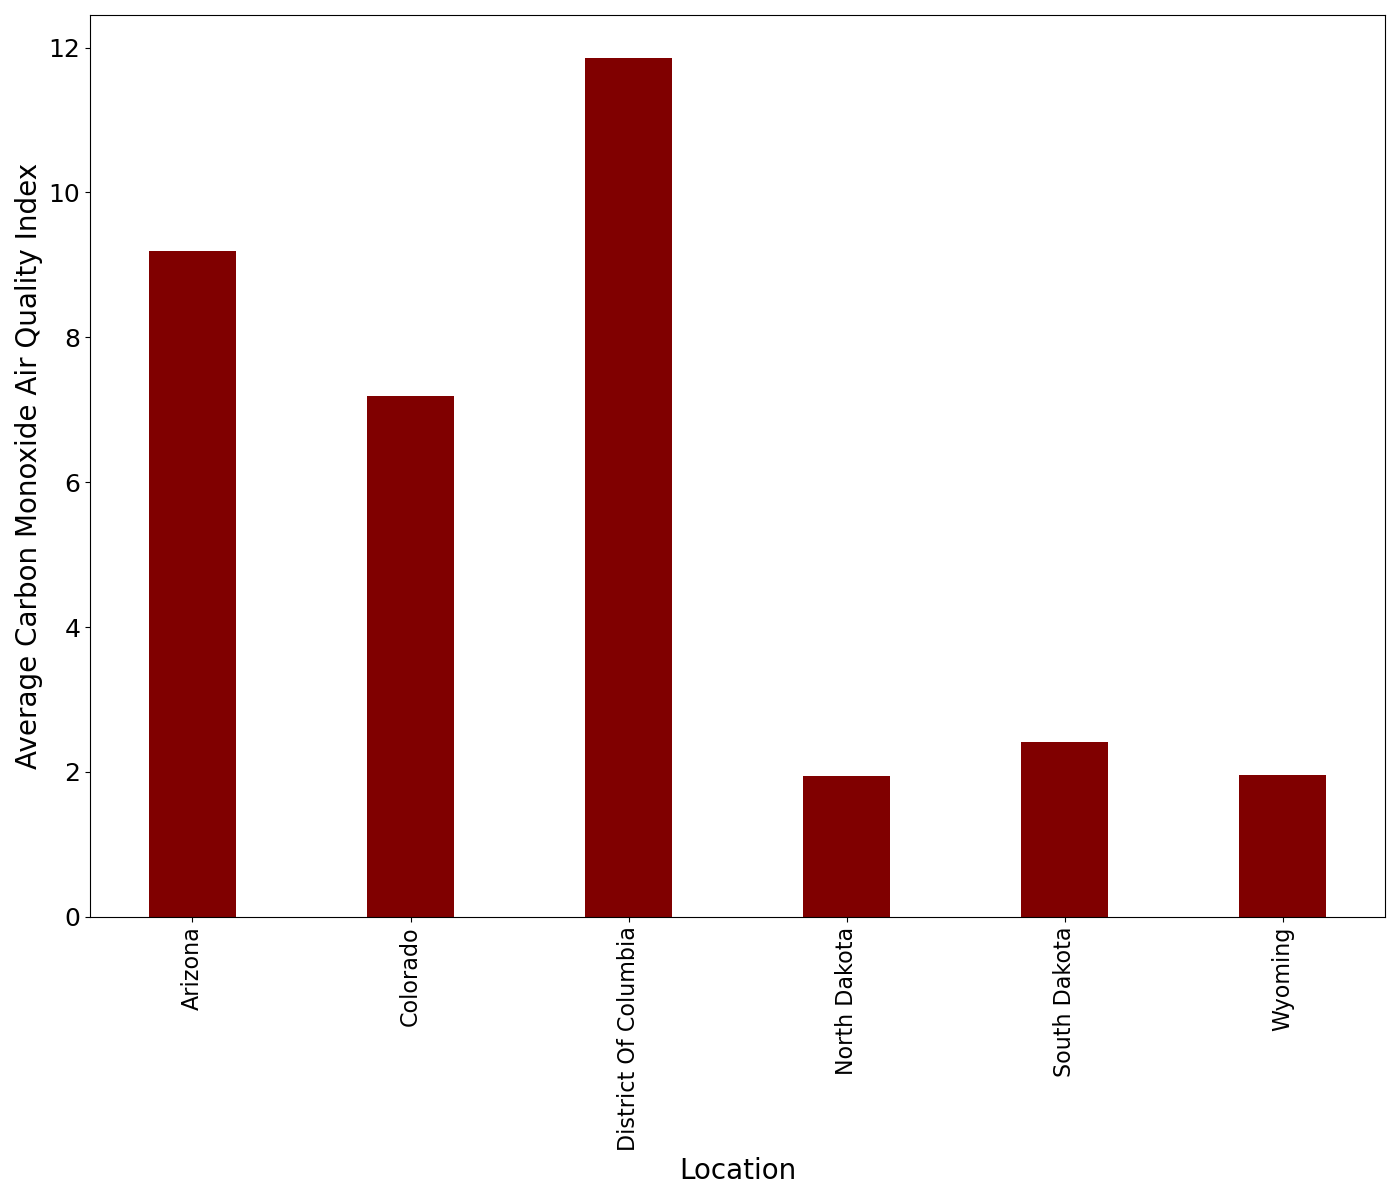 Average Carbon Monoxide Air Quality Index
12
10
8
6
4
2
0
Arizona
Colorado
District Of Columbia
North Dakota
South Dakota
Wyoming
Location